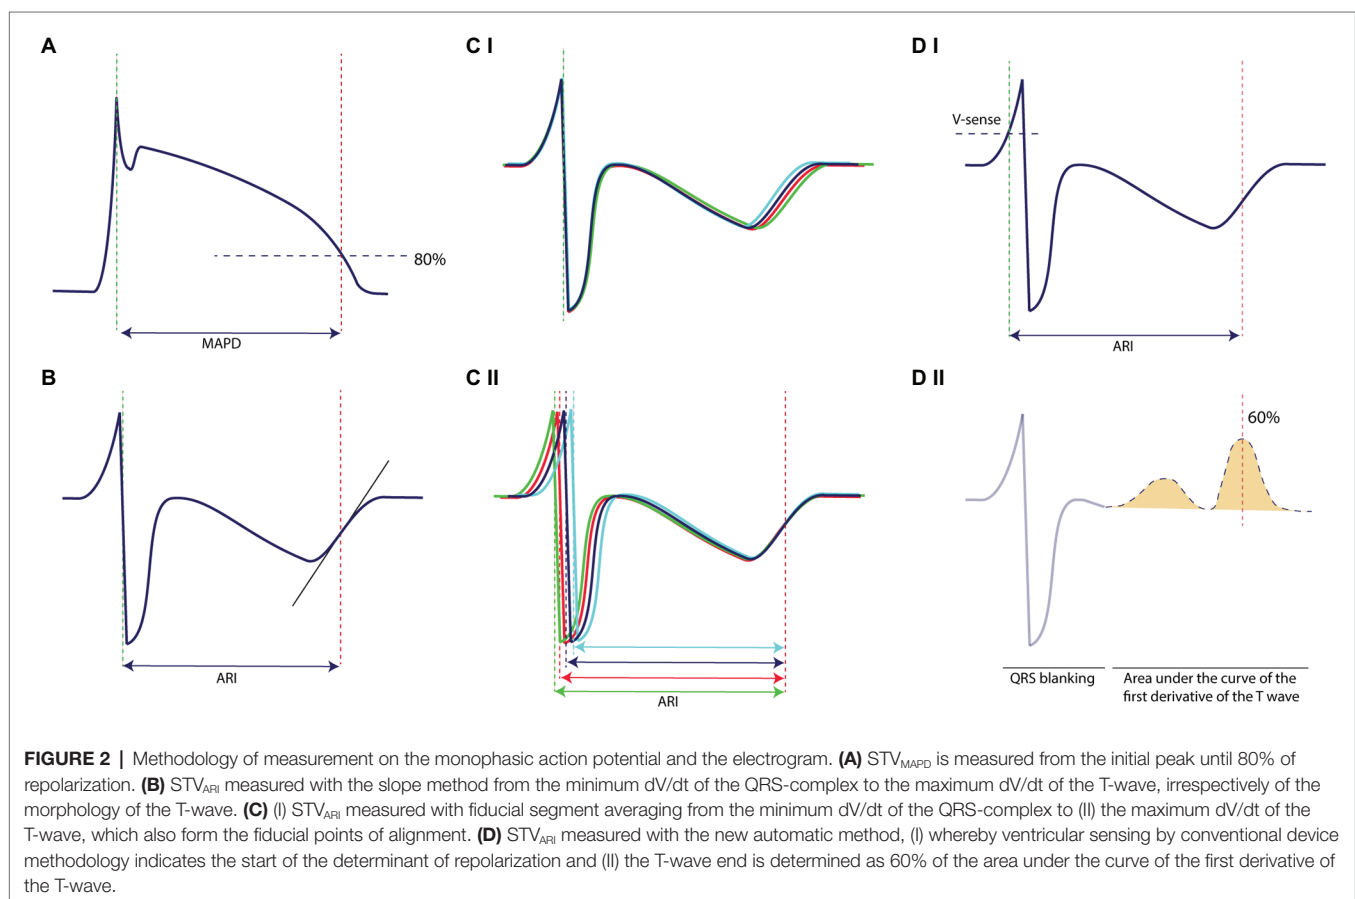 A
80%
MAPD
B
ARI
C I
C II
ARI
D I
V-sense
ARI
D II
60%
QRS blanking
Area under the curve of the
first derivative of the T wave
FIGURE 2 | Methodology of measurement on the monophasic action potential and the electrogram. (A) STVMAPD is measured from the initial peak until 80% of
repolarization. (B) STVARI measured with the slope method from the minimum dV/dt of the QRS-complex to the maximum dV/dt of the T-wave, irrespectively of the
morphology of the T-wave. (C) (I) STVARI measured with fiducial segment averaging from the minimum dV/dt of the QRS-complex to (II) the maximum dV/dt of the
T-wave, which also form the fiducial points of alignment. (D) STVARI measured with the new automatic method, (I) whereby ventricular sensing by conventional device
methodology indicates the start of the determinant of repolarization and (II) the T-wave end is determined as 60% of the area under the curve of the first derivative of
the T-wave.